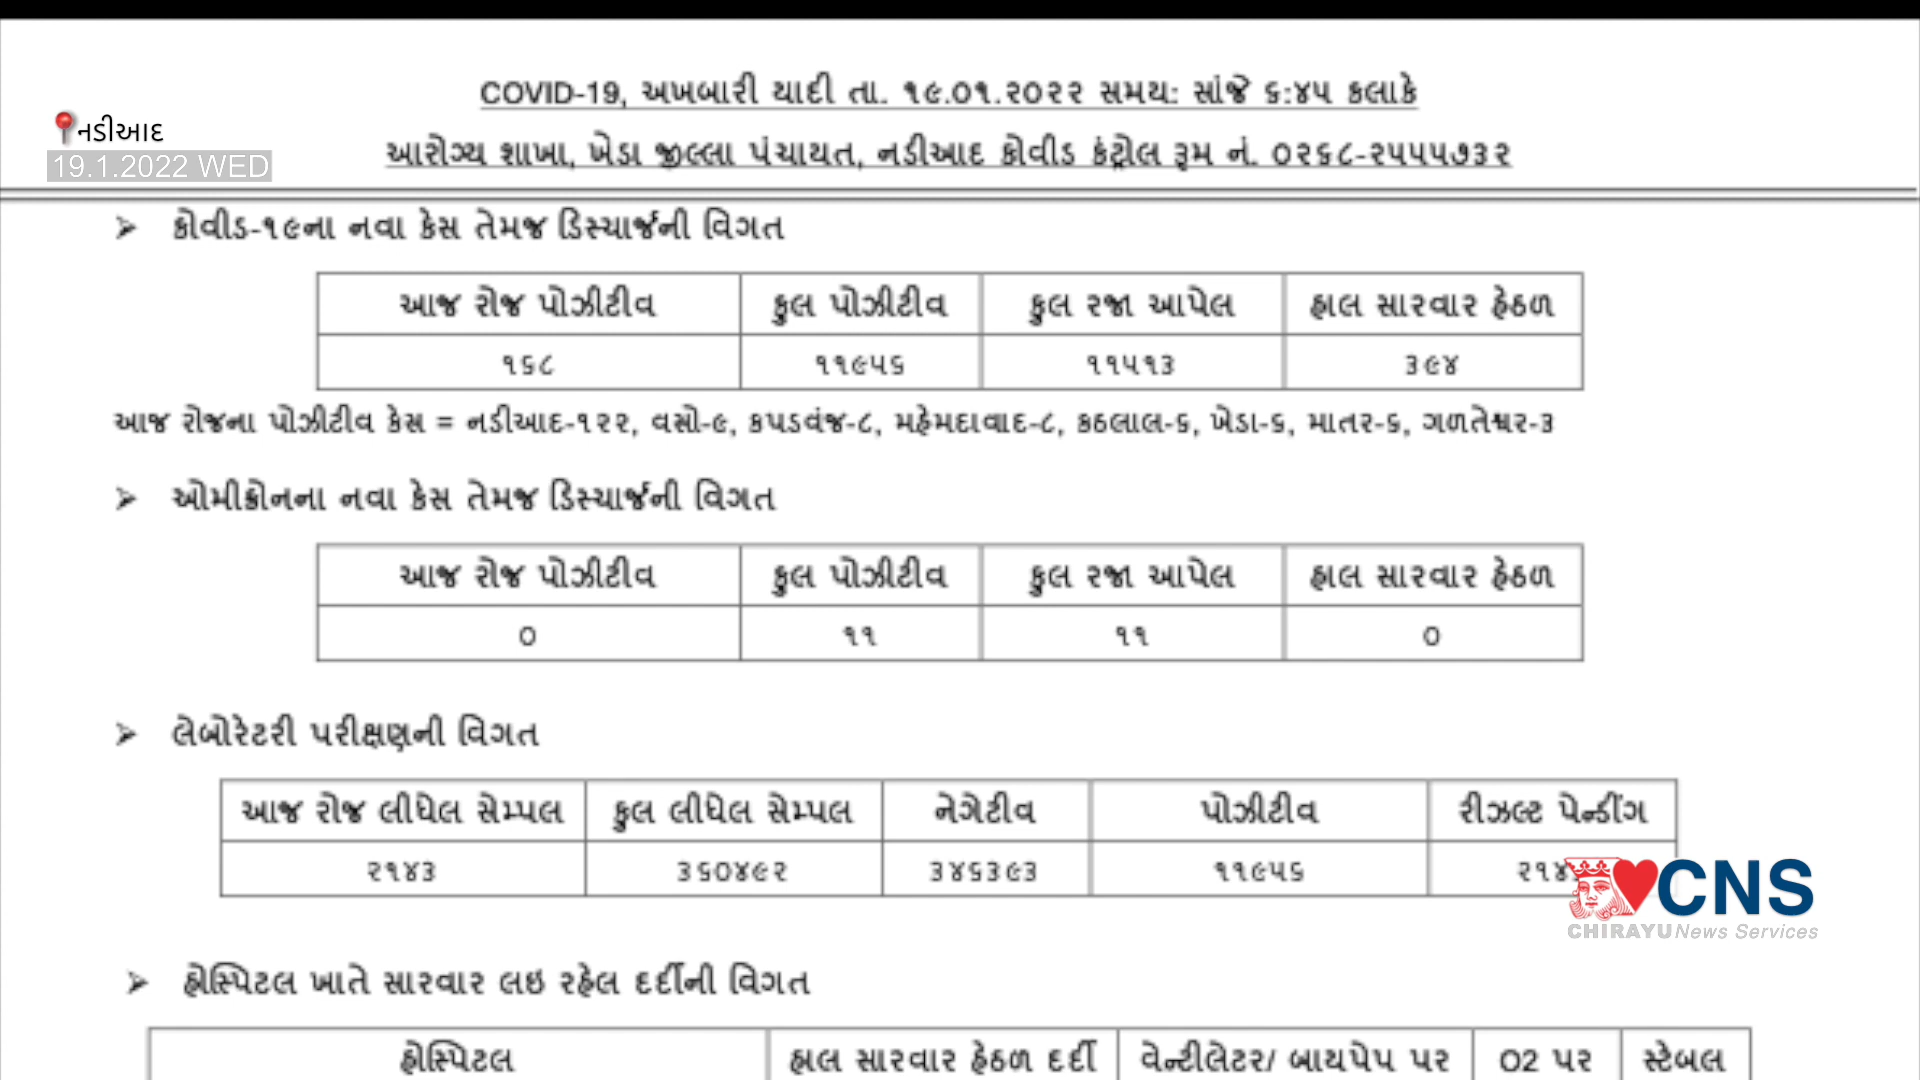 COVID-19, અખબારી યાદી તા. ૧૯.૦૧.૨૦૨૨ સમય: સાંજે ૬:૪૫ કલાકે
નડીઆદ
આરોગ્ય શાખા, ખેડા જીલ્લા પંચાયત, નડીઆદ કોવીડ કંટ્રોલ રૂમ નં. ૦૨૬૮-૨૫૫૫૭૩૨
19.1.2022 WED
➢ કોવીડ-૧૯ના નવા કેસ તેમજ ડિસ્ચાર્જની વિગત
આજ રોજ પોઝીટીવ કુલ પોઝીટીવ કુલ રજા આપેલ હાલ સારવાર હેઠળ
૧૬૮ ૧૧૯૫૬ ૧૧૫૧૩ ૩૯૪
આજ રોજના પોઝીટીવ કેસ = નડીઆદ-૧૨૨, વસો-૯, કપડવંજ-૮, મહેમદાવાદ-૮, કઠલાલ-૬, ખેડા-૬, માતર-૬, ગળતેશ્વર-૩
➢ ઓમીક્રોનના નવા કેસ તેમજ ડિસ્ચાર્જની વિગત
આજ રોજ પોઝીટીવ કુલ પોઝીટીવ કુલ રજા આપેલ હાલ સારવાર હેઠળ
૦ ૧૧ ૧૧ ૦
➢ લેબોરેટરી પરીક્ષણની વિગત
આજ રોજ લીધેલ સેમ્પલ કુલ લીધેલ સેમ્પલ નેગેટીવ પોઝીટીવ રીઝલ્ટ પેન્ડીંગ
૨૧૪૩ ૩૬૦૪૯૨ ૩૪૬૩૯૩ ૧૧૯૫૬
CNS
CHIRAYU News Services
➢ હોસ્પિટલ ખાતે સારવાર લઇ રહેલ દર્દીની વિગત
હોસ્પિટલ હાલ સારવાર હેઠળ દર્દી વેન્ટીલેટર/ બાયપેપ પર O2 પર સ્ટેબલ